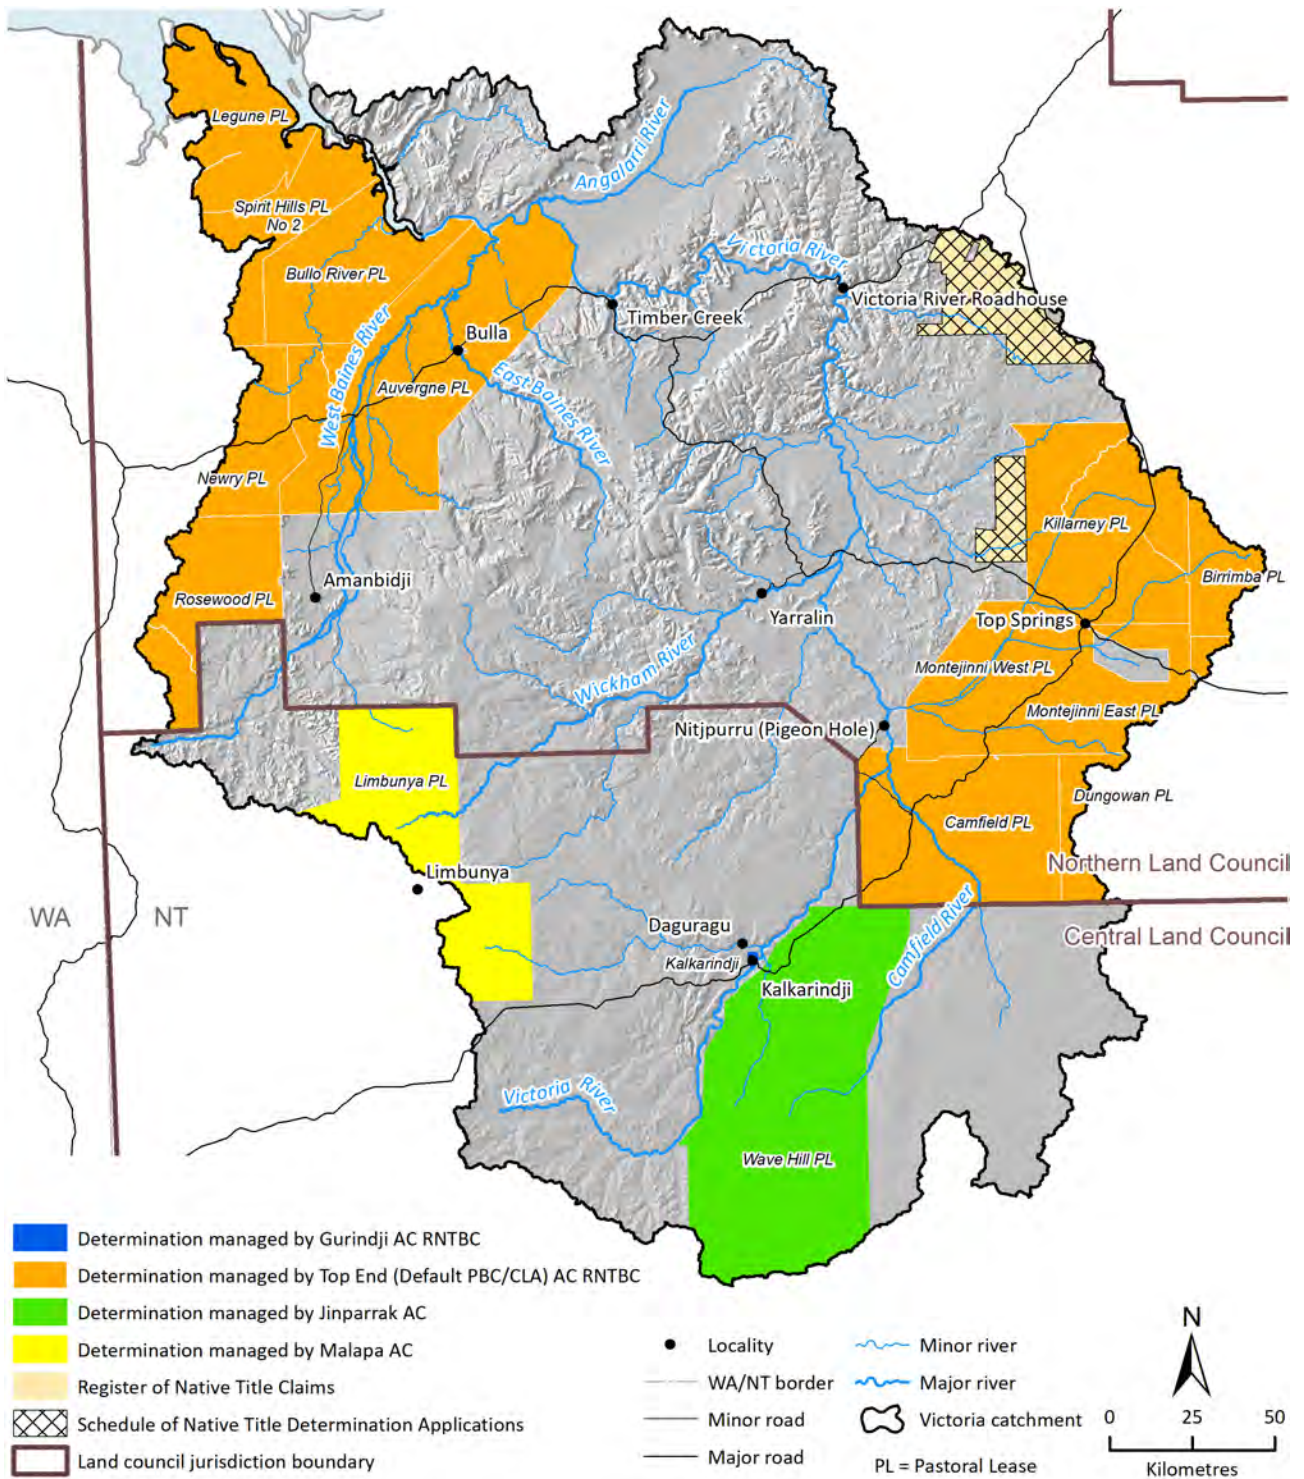 Legune PL
Angalarri River
Spirit Hills PL
No 2
Victoria River
Bullo River PL
Victoria River Roadhouse
Timber Creek
Bulla
West Baines River
East Baines River
Auvergne PL
Newry PL
Killarney PL
Birrimba PL
Amanbidji
Rosewood PL
Yarralin
Top Springs
Wickham River
Montejinni West PL
Montejinni East PL
Nitjpurru (Pigeon Hole)
Limbunya PL
Dungowan PL
Camfield PL
Northern Land Council
Limbunya
WA
NT
Daguragu
Camfield River
Central Land Council
Kalkarindji
Kalkarindji
Victoria River
Wave Hill PL
Determination managed by Gurindji AC RNTBC
Determination managed by Top End (Default PBC/CLA) AC RNTBC
Determination managed by Jinparrak AC
Determination managed by Malapa AC
Register of Native Title Claims
Schedule of Native Title Determination Applications
Land council jurisdiction boundary
Locality
WA/NT border
Minor road
Major road
Minor river
Major river
Victoria catchment
PL = Pastoral Lease
N
0 25 50
Kilometres